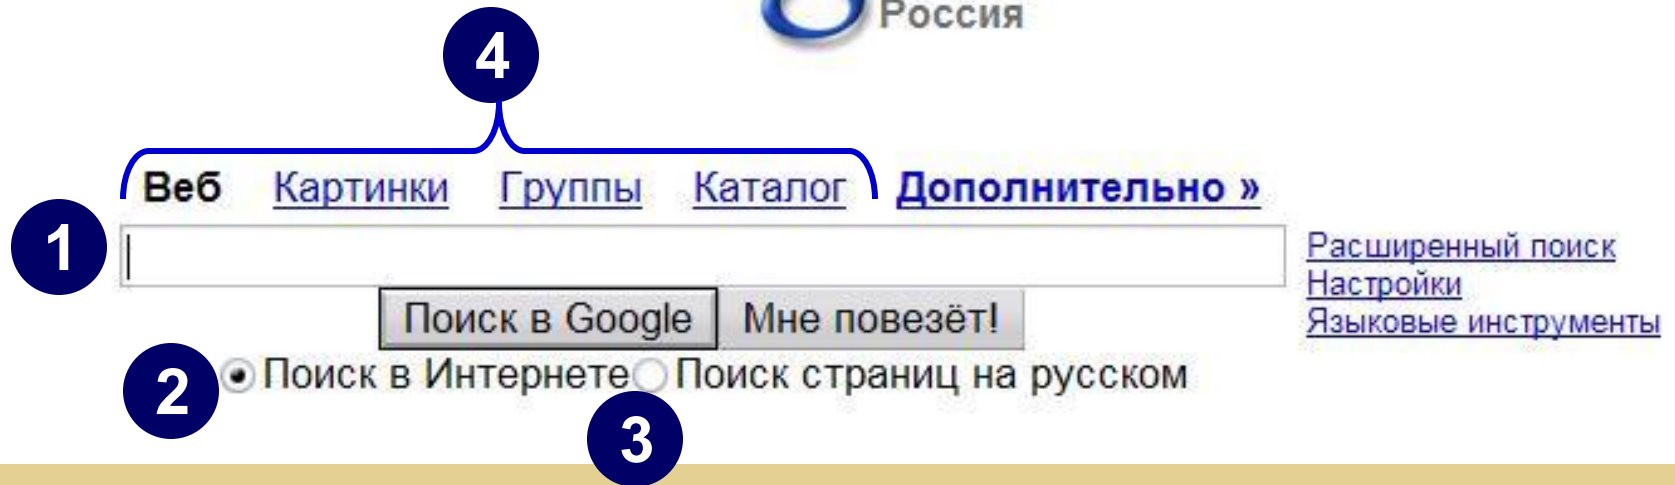 Россия
4
Веб Картинки Группы Каталог Дополнительно »
1
Расширенный поиск
Настройки
Языковые инструменты
Поиск в Google Мне повезёт!
2 Поиск в Интернете Поиск страниц на русском
3